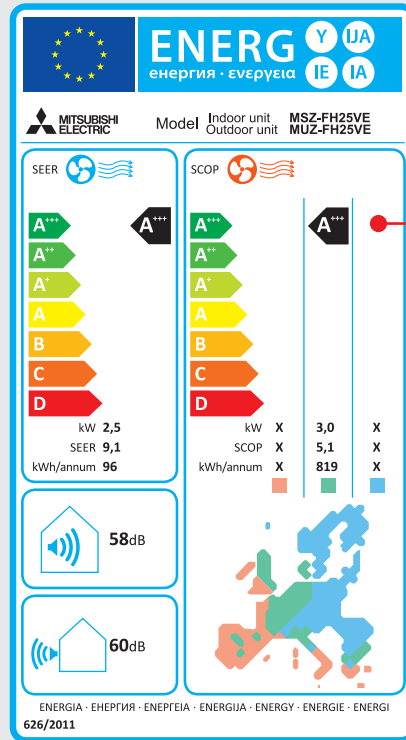 ENERG
енергия · ενεργεια
Y IJA
IE IA
MITSUBISHI
ELECTRIC
Model
Indoor unit MSZ-FH25VE
Outdoor unit MUZ-FH25VE
SEER
A+++ A+++
A++
A+
A
B
C
D
kW 2,5
SEER 9,1
kWh/annum 96
SCOP
A+++ A+++
A++
A+
A
B
C
D
kW X 3,0 X
SCOP X 5,1 X
kWh/annum X 819 X
58dB
60dB
ENERGIA · ЕНЕРГИЯ · ΕΝΕΡΓΕΙΑ · ENERGIJA · ENERGY · ENERGIE · ENERGI
626/2011